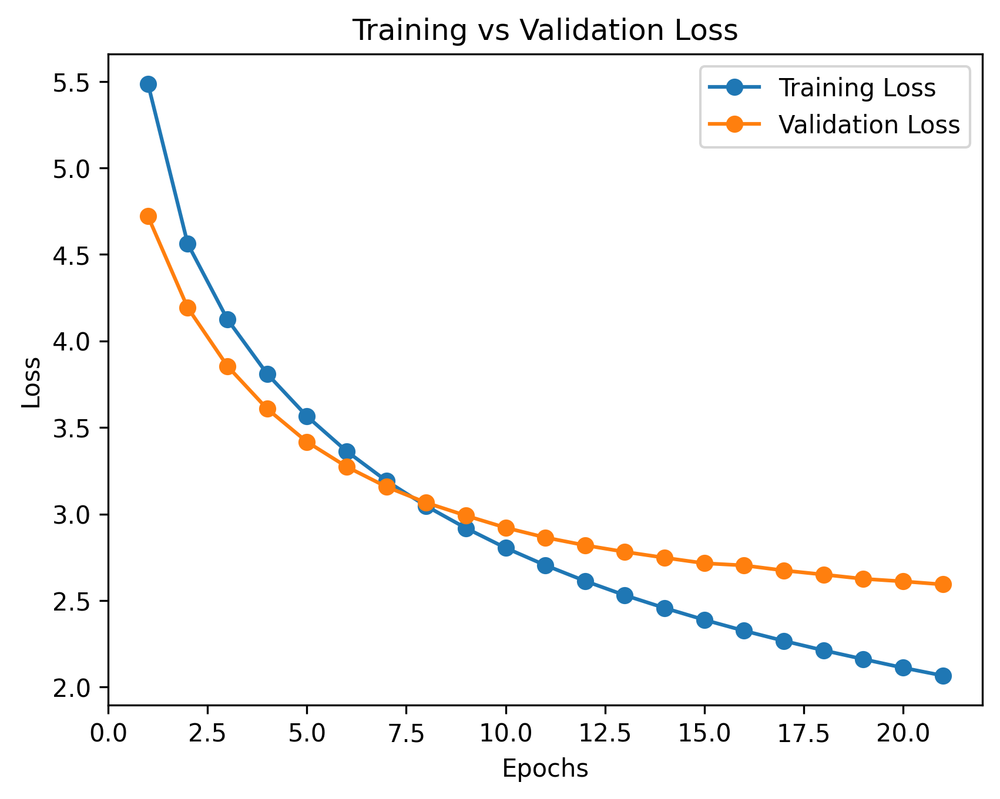 Training vs Validation Loss
Training Loss
Validation Loss
5.5
5.0
4.5
4.0
3.5
3.0
2.5
2.0
Loss
0.0 2.5 5.0 7.5 10.0 12.5 15.0 17.5 20.0
Epochs